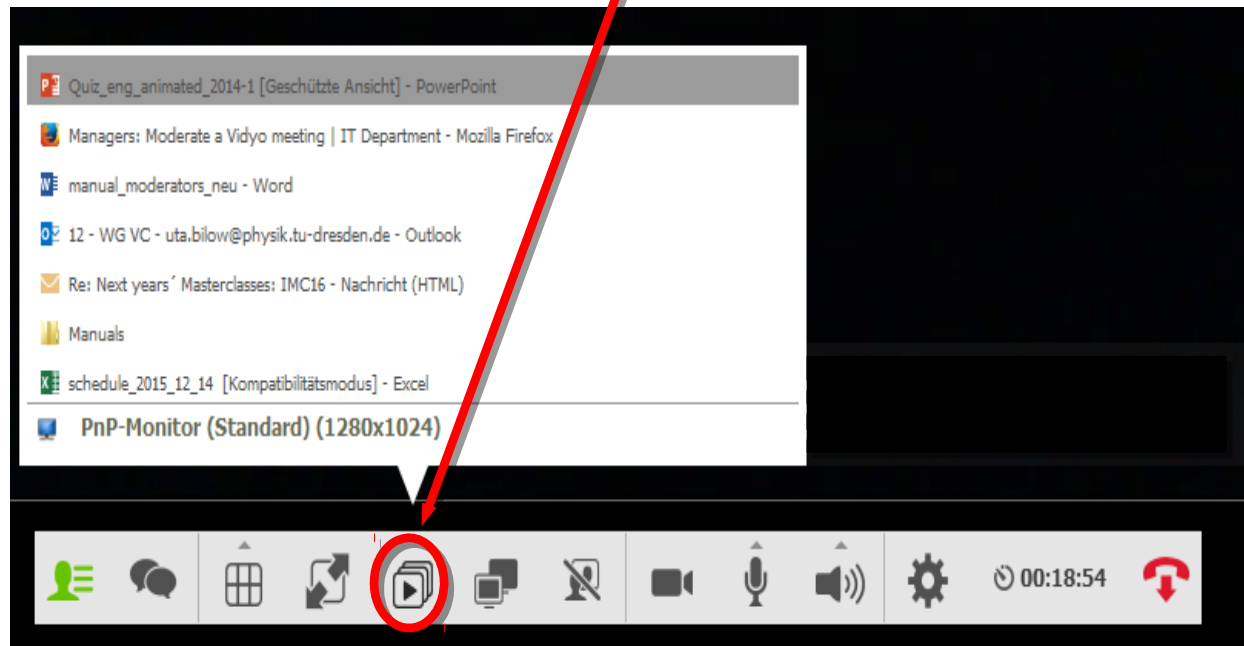 Quiz_eng_animated_2014-1 [Geschützte Ansicht] - PowerPoint
Managers: Moderate a Vidyo meeting | IT Department - Mozilla Firefox
manual_moderators_neu - Word
12 - WG VC - uta.bilow@physik.tu-dresden.de - Outlook
Re: Next years´ Masterclasses: IMC16 - Nachricht (HTML)
Manuals
schedule_2015_12_14 [Kompatibilitätsmodus] - Excel
PnP-Monitor (Standard) (1280x1024)
00:18:54